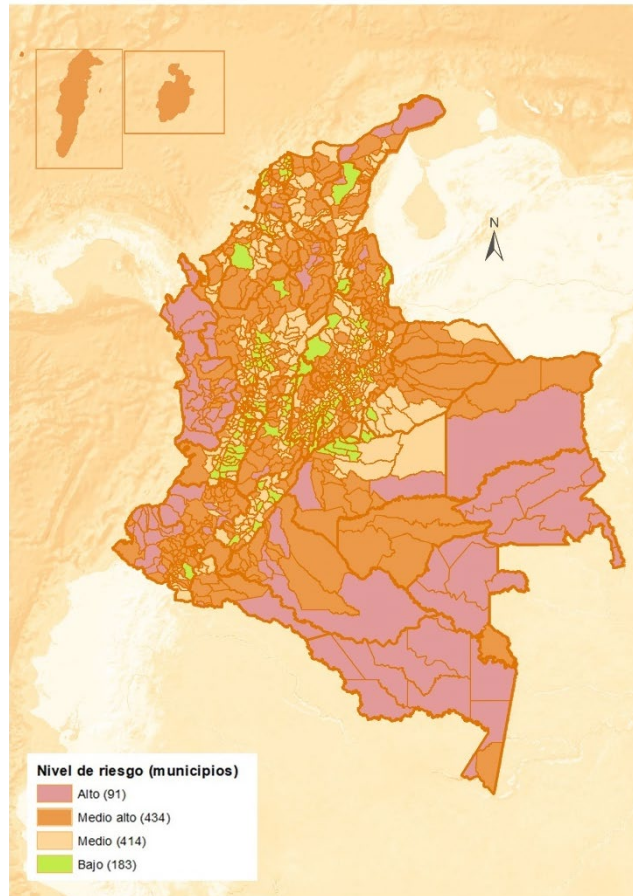 N
Nivel de riesgo (municipios)
Alto (91)
Medio alto (434)
Medio (414)
Bajo (183)